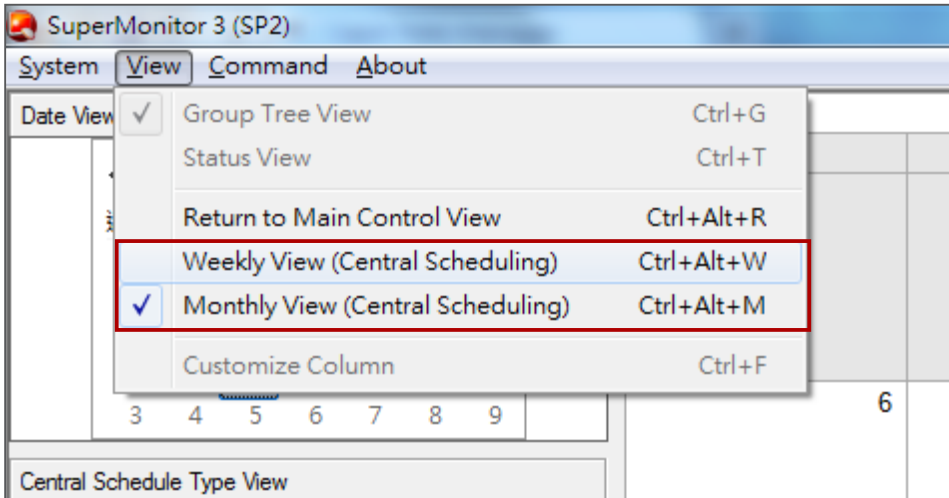 SuperMonitor 3 (SP2)
System View Command About
Date View
Group Tree View Ctrl+G
Status View Ctrl+T
Return to Main Control View Ctrl+Alt+R
Weekly View (Central Scheduling) Ctrl+Alt+W
Monthly View (Central Scheduling) Ctrl+Alt+M
Customize Column Ctrl+F
3 4 5 6 7 8 9
6
Central Schedule Type View